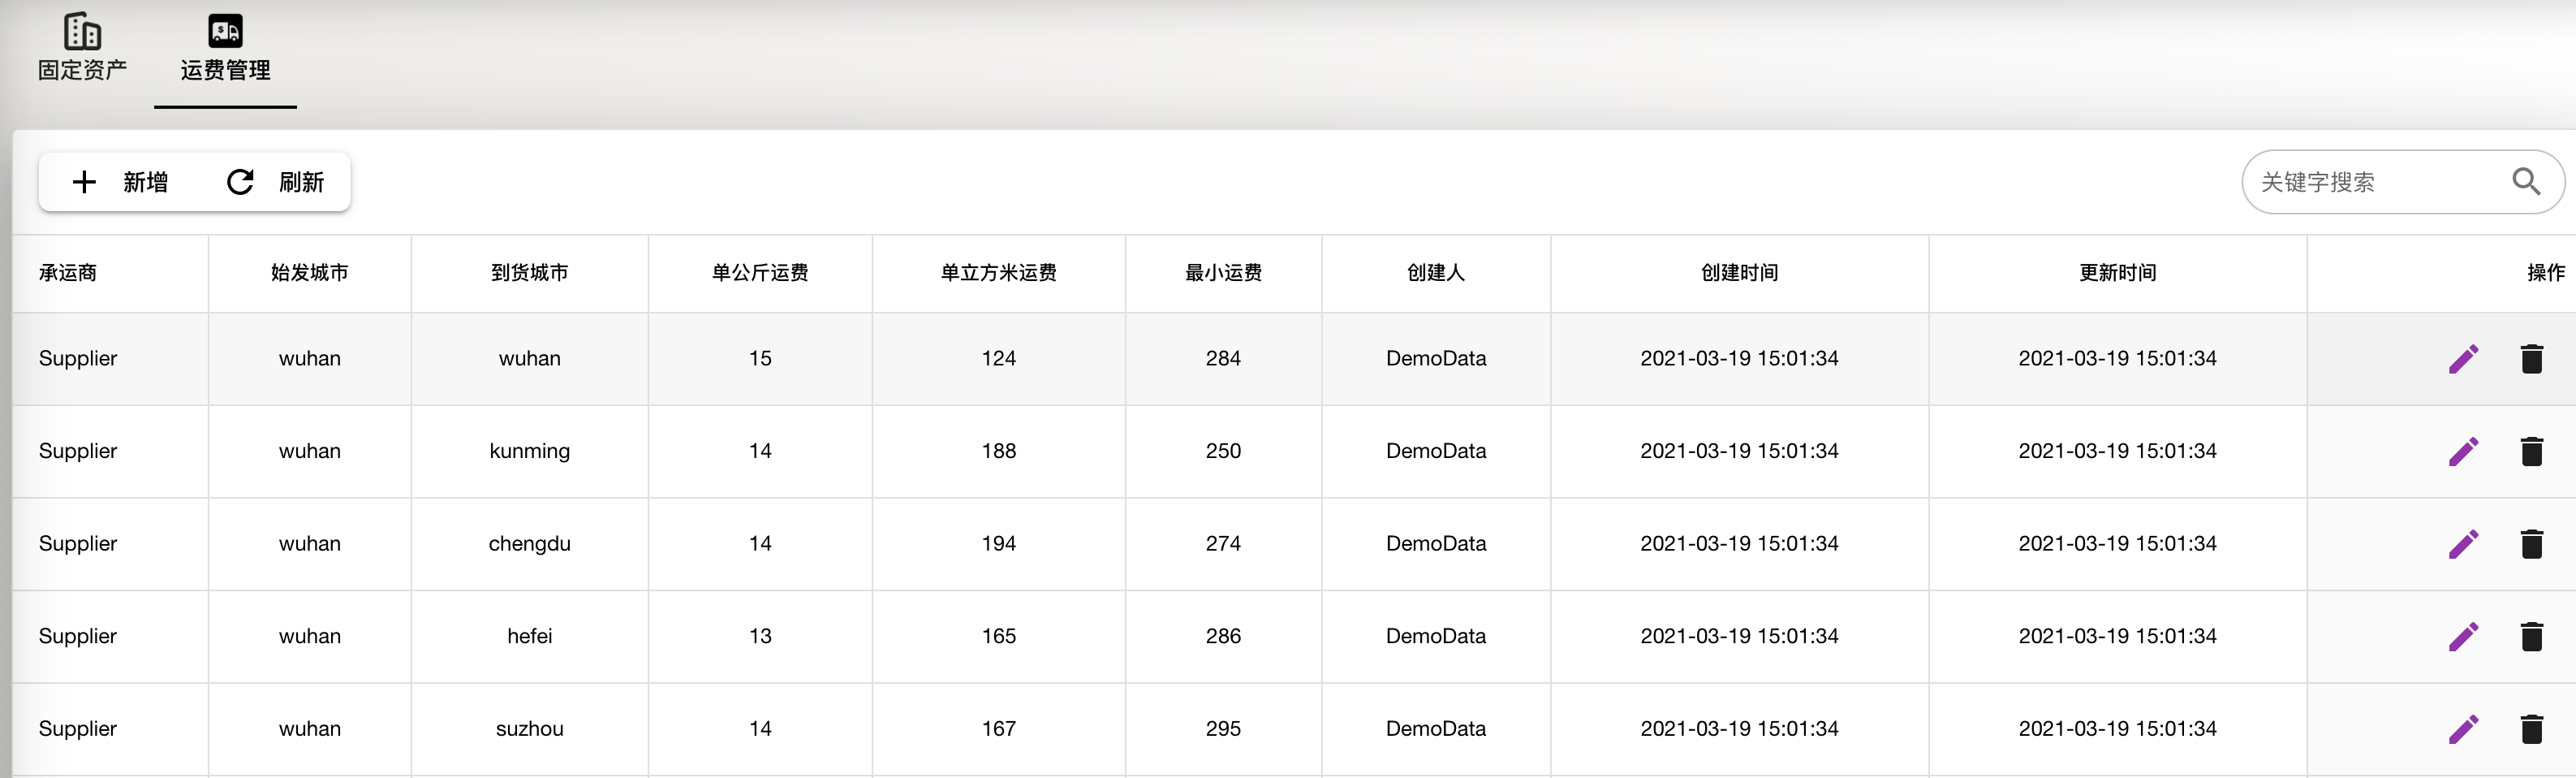 固定资产 运费管理
新增 刷新 关键字搜索
承运商 始发城市 到货城市 单公斤运费 单立方米运费 最小运费 创建人 创建时间 更新时间 操作
Supplier wuhan wuhan 15 124 284 DemoData 2021-03-19 15:01:34 2021-03-19 15:01:34
Supplier wuhan kunming 14 188 250 DemoData 2021-03-19 15:01:34 2021-03-19 15:01:34
Supplier wuhan chengdu 14 194 274 DemoData 2021-03-19 15:01:34 2021-03-19 15:01:34
Supplier wuhan hefei 13 165 286 DemoData 2021-03-19 15:01:34 2021-03-19 15:01:34
Supplier wuhan suzhou 14 167 295 DemoData 2021-03-19 15:01:34 2021-03-19 15:01:34